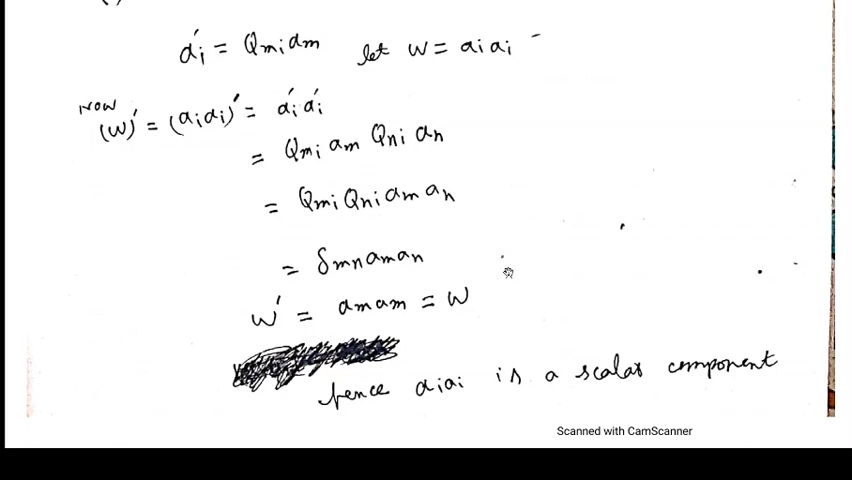 a'i = Qmi am let w = ai ai -
Now
(w)' = (ai ai)' = a'i a'i
= Qmi am Qni an
= Qmi Qni am an
= δmn am an
w' = am am = w
hence ai ai is a scalar component
Scanned with CamScanner